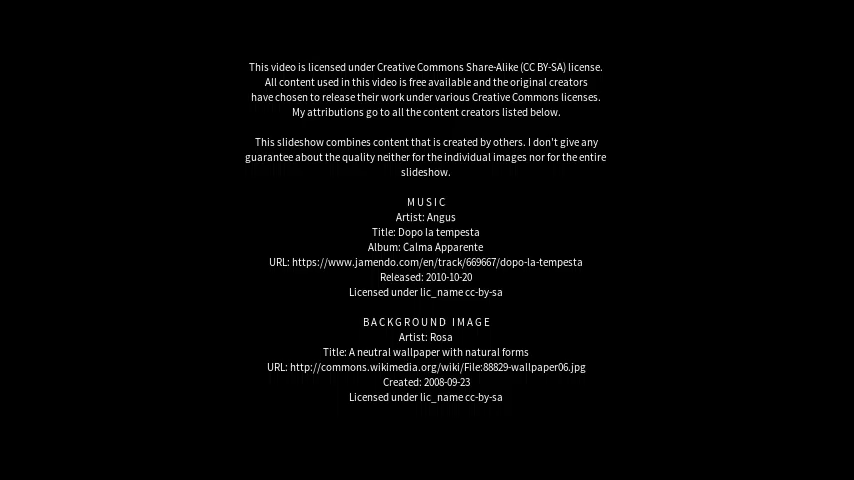 This video is licensed under Creative Commons Share-Alike (CC BY-SA) license.
All content used in this video is free available and the original creators
have chosen to release their work under various Creative Commons licenses.
My attributions go to all the content creators listed below.
This slideshow combines content that is created by others. I don't give any
guarantee about the quality neither for the individual images nor for the entire
slideshow.
MUSIC
Artist: Angus
Title: Dopo la tempesta
Album: Calma Apparente
URL: https://www.jamendo.com/en/track/669667/dopo-la-tempesta
Released: 2010-10-20
Licensed under lic_name cc-by-sa
BACKGROUND IMAGE
Artist: Rosa
Title: A neutral wallpaper with natural forms
URL: http://commons.wikimedia.org/wiki/File:88829-wallpaper06.jpg
Created: 2008-09-23
Licensed under lic_name cc-by-sa